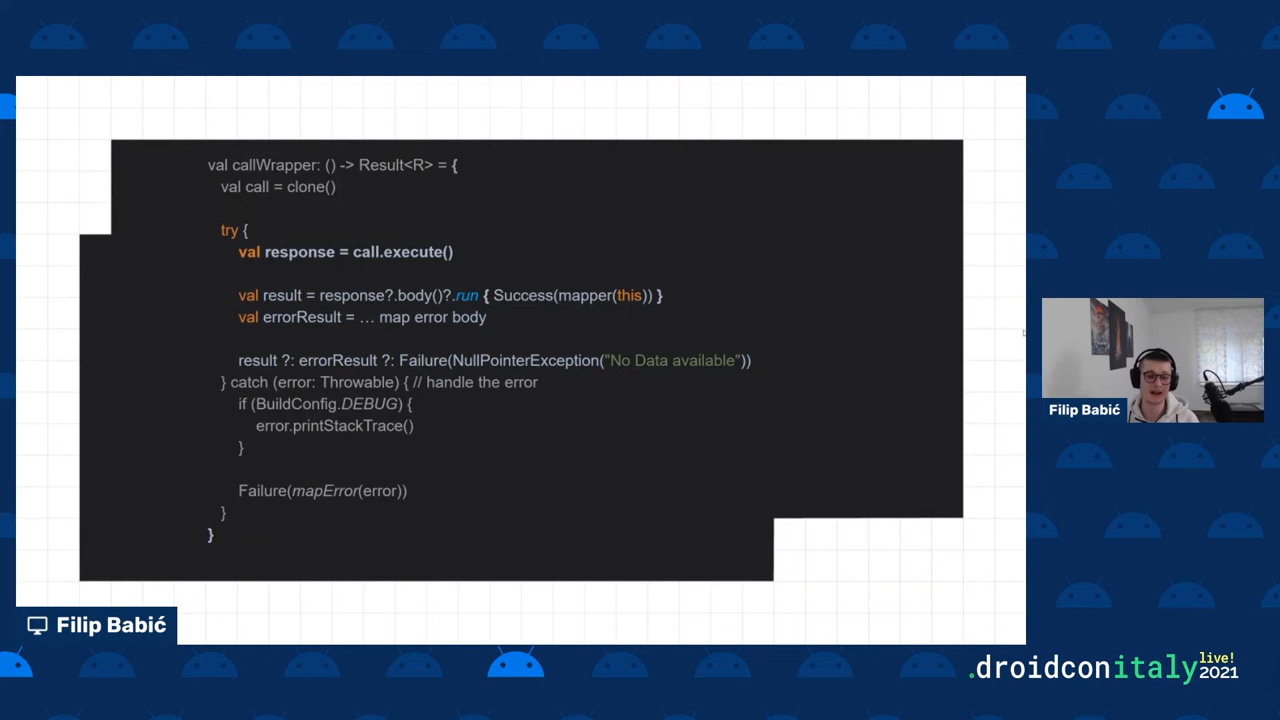 val callWrapper: () -> Result<R> = {
val call = clone()
try {
val response = call.execute()
val result = response?.body()?.run { Success(mapper(this)) }
val errorResult = … map error body
result ?: errorResult ?: Failure(NullPointerException("No Data available"))
} catch (error: Throwable) { // handle the error
if (BuildConfig.DEBUG) {
error.printStackTrace()
}
Failure(mapError(error))
}
}
Filip Babić
Filip Babić
.droidconitaly live! 2021